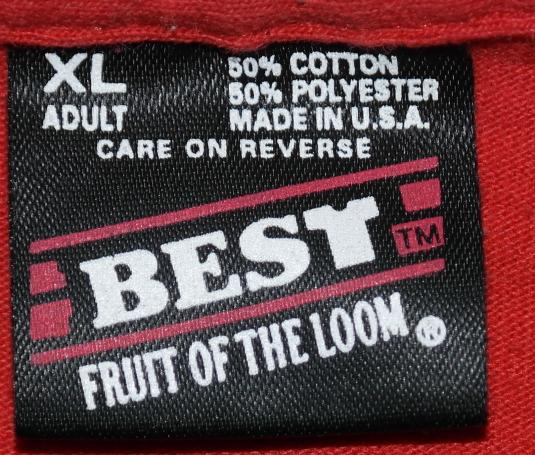 XL 50% COTTON
50% POLYESTER
ADULT MADE IN U.S.A.
CARE ON REVERSE
BEST TM
FRUIT OF THE LOOM ®